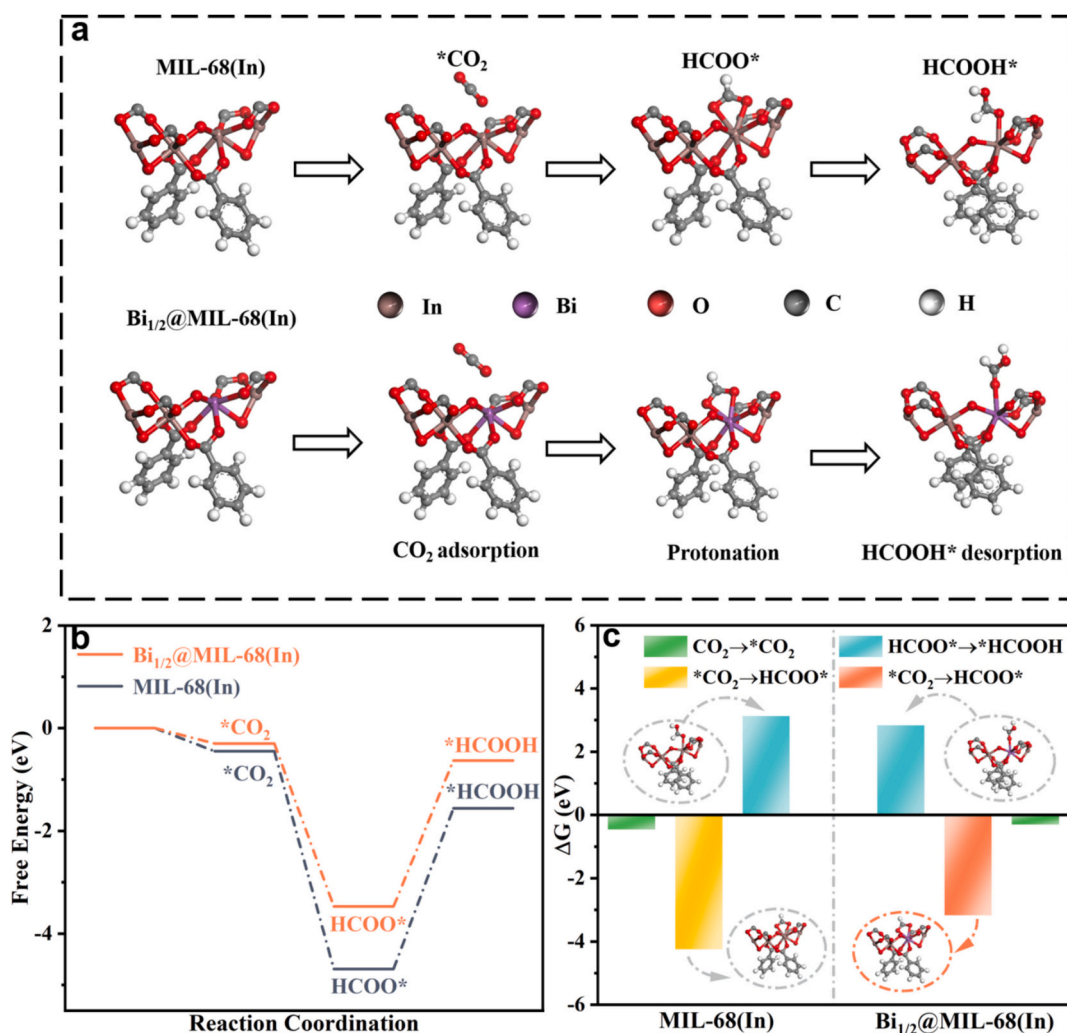 a
MIL-68(In)
*CO₂
HCOO*
HCOOH*
In
Bi
O
C
H
Bi₁/₂@MIL-68(In)
CO₂ adsorption
Protonation
HCOOH* desorption
b
2
0
-2
-4
Free Energy (eV)
Bi₁/₂@MIL-68(In)
MIL-68(In)
*CO₂
*CO₂
HCOO*
HCOO*
*HCOOH
*HCOOH
Reaction Coordination
c
6
4
2
0
-2
-4
-6
ΔG (eV)
CO₂→*CO₂
*CO₂→HCOO*
HCOO*→*HCOOH
*CO₂→HCOO*
MIL-68(In)
Bi₁/₂@MIL-68(In)